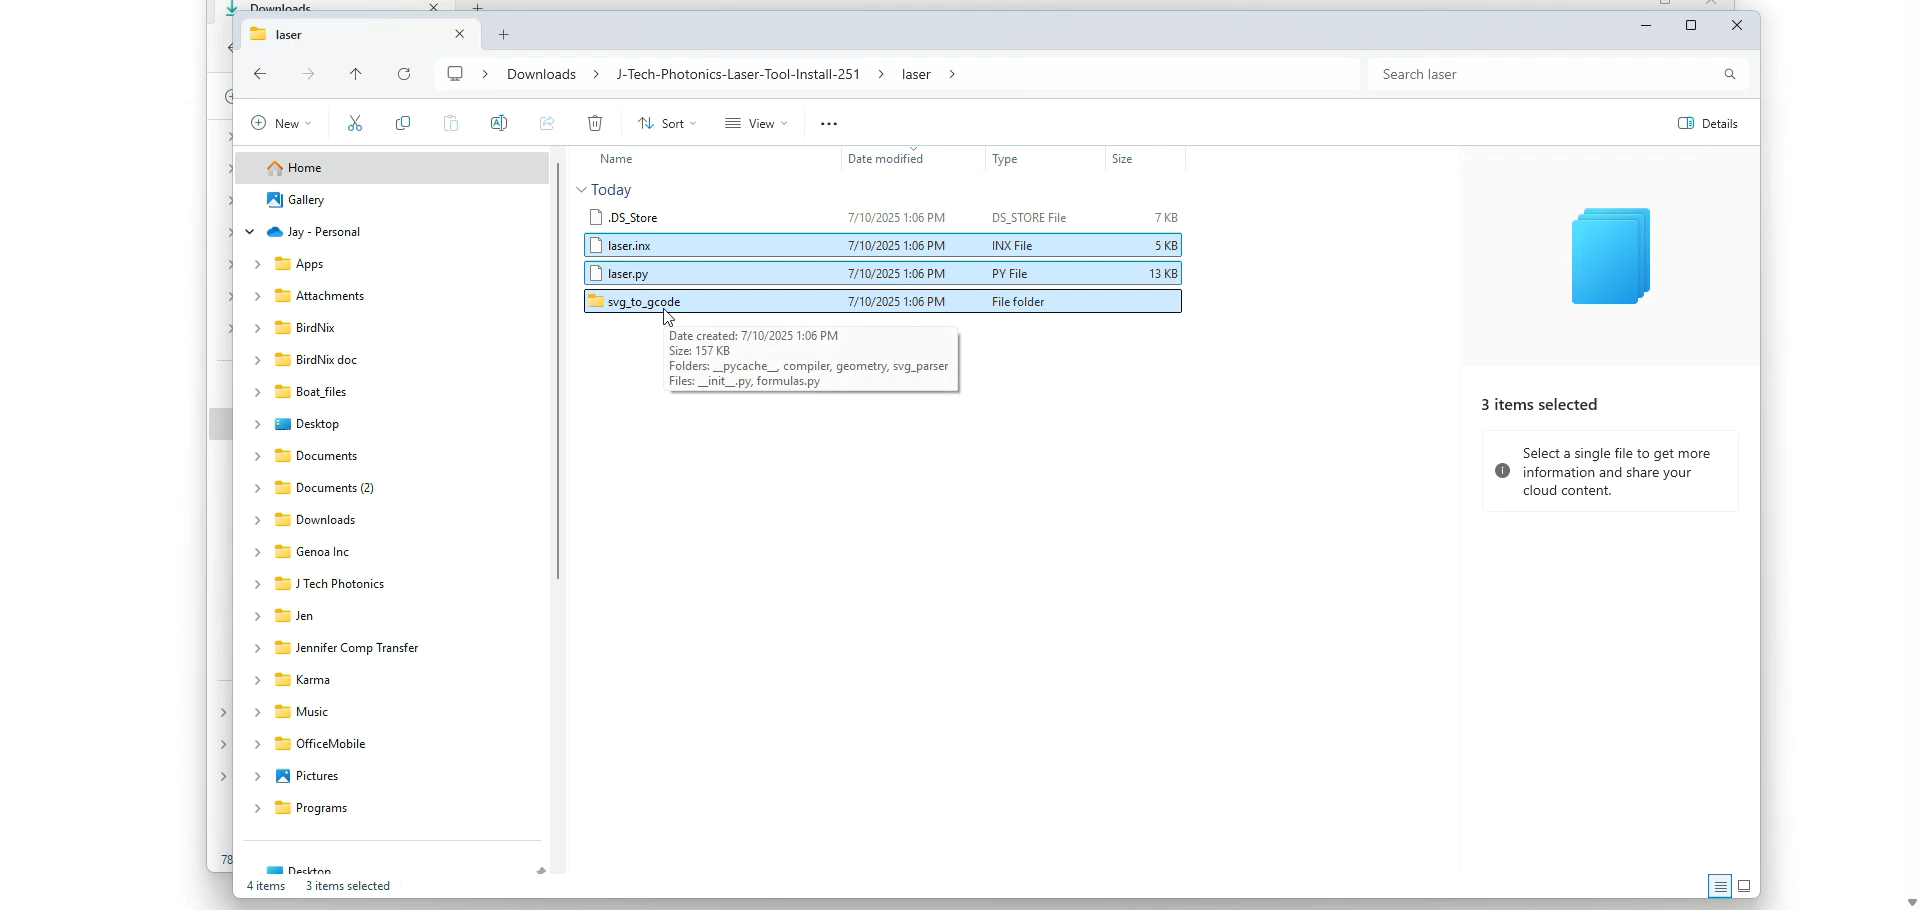 Downloads
laser
Downloads > J-Tech-Photonics-Laser-Tool-Install-251 > laser >
Search laser
New
Sort
View
Details
Name Date modified Type Size
Today
.DS_Store 7/10/2025 1:06 PM DS_STORE File 7 KB
laser.inx 7/10/2025 1:06 PM INX File 5 KB
laser.py 7/10/2025 1:06 PM PY File 13 KB
svg_to_gcode 7/10/2025 1:06 PM File folder
Date created: 7/10/2025 1:06 PM
Size: 157 KB
Folders: __pycache__, compiler, geometry, svg_parser
Files: __init__.py, formulas.py
Home
Gallery
Jay - Personal
Apps
Attachments
BirdNix
BirdNix doc
Boat_files
Desktop
Documents
Documents (2)
Downloads
Genoa Inc
J Tech Photonics
Jen
Jennifer Comp Transfer
Karma
Music
OfficeMobile
Pictures
Programs
Desktop
3 items selected
Select a single file to get more
information and share your
cloud content.
78
4 items 3 items selected